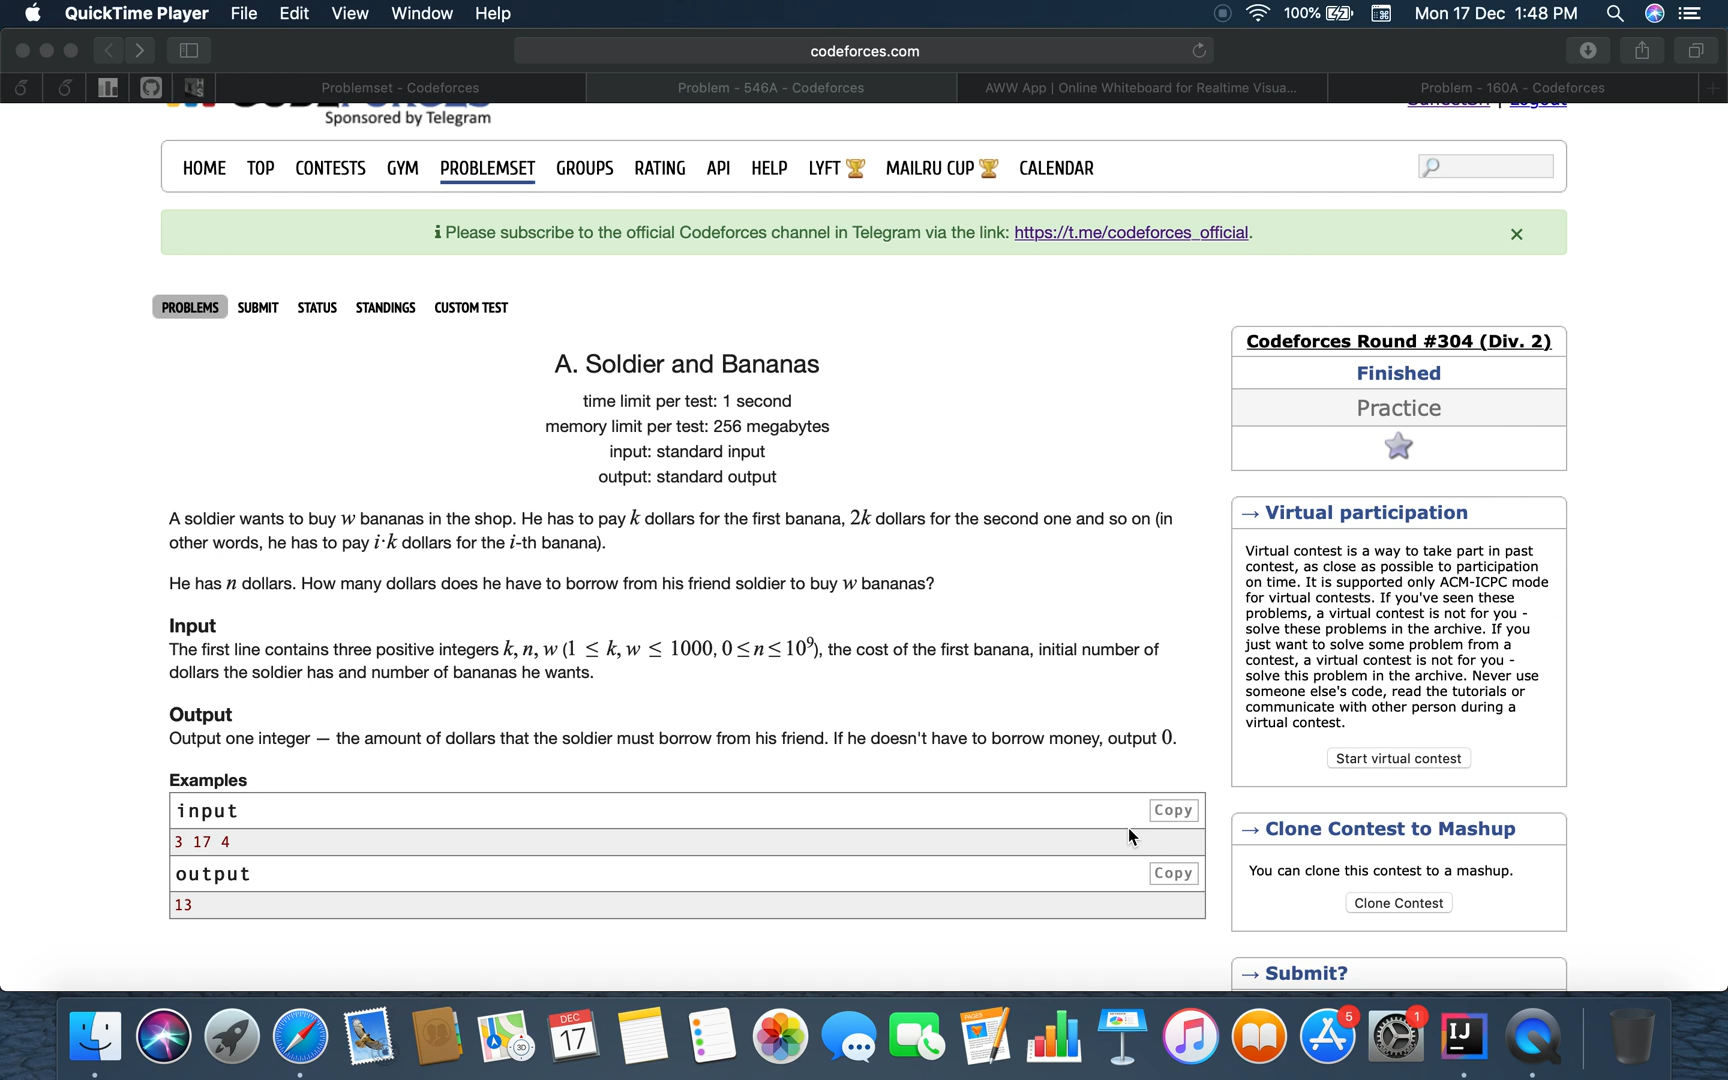 QuickTime Player File Edit View Window Help 100% Mon 17 Dec 1:48 PM
codeforces.com
Problemset - Codeforces Problem - 546A - Codeforces AWW App | Online Whiteboard for Realtime Visua... Problem - 160A - Codeforces
Sponsored by Telegram
HOME TOP CONTESTS GYM PROBLEMSET GROUPS RATING API HELP LYFT MAILRU CUP CALENDAR
Please subscribe to the official Codeforces channel in Telegram via the link: https://t.me/codeforces_official.
PROBLEMS SUBMIT STATUS STANDINGS CUSTOM TEST
A. Soldier and Bananas
time limit per test: 1 second
memory limit per test: 256 megabytes
input: standard input
output: standard output
A soldier wants to buy w bananas in the shop. He has to pay k dollars for the first banana, 2k dollars for the second one and so on (in
other words, he has to pay i·k dollars for the i-th banana).
He has n dollars. How many dollars does he have to borrow from his friend soldier to buy w bananas?
Input
The first line contains three positive integers k, n, w (1 ≤ k, w ≤ 1000, 0 ≤ n ≤ 10⁹), the cost of the first banana, initial number of
dollars the soldier has and number of bananas he wants.
Output
Output one integer — the amount of dollars that the soldier must borrow from his friend. If he doesn't have to borrow money, output 0.
Examples
input Copy
3 17 4
output Copy
13
Codeforces Round #304 (Div. 2)
Finished
Practice
→ Virtual participation
Virtual contest is a way to take part in past
contest, as close as possible to participation
on time. It is supported only ACM-ICPC mode
for virtual contests. If you've seen these
problems, a virtual contest is not for you -
solve these problems in the archive. If you
just want to solve some problem from a
contest, a virtual contest is not for you -
solve this problem in the archive. Never use
someone else's code, read the tutorials or
communicate with other person during a
virtual contest.
Start virtual contest
→ Clone Contest to Mashup
You can clone this contest to a mashup.
Clone Contest
→ Submit?
DEC
17
3D
PAGES
5
1
IJ